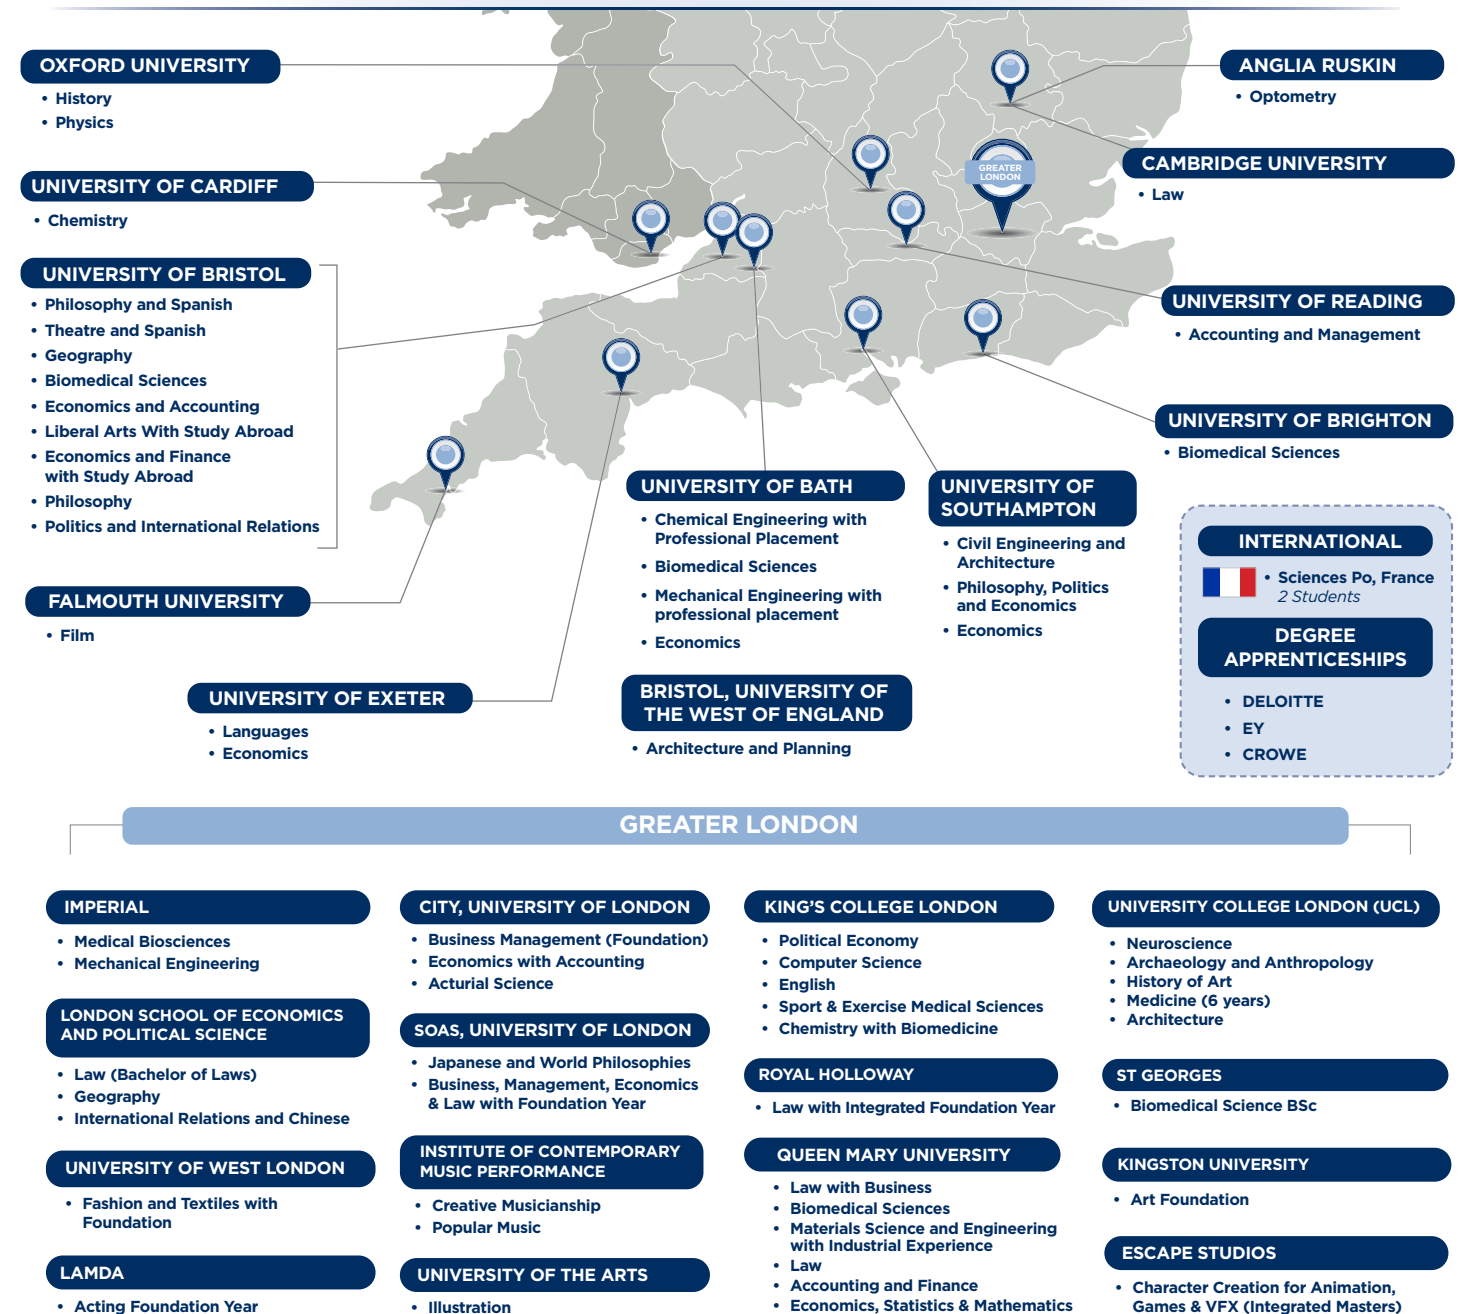 OXFORD UNIVERSITY
• History
• Physics
UNIVERSITY OF CARDIFF
• Chemistry
UNIVERSITY OF BRISTOL
• Philosophy and Spanish
• Theatre and Spanish
• Geography
• Biomedical Sciences
• Economics and Accounting
• Liberal Arts With Study Abroad
• Economics and Finance
with Study Abroad
• Philosophy
• Politics and International Relations
FALMOUTH UNIVERSITY
• Film
UNIVERSITY OF EXETER
• Languages
• Economics
GREATER
LONDON
ANGLIA RUSKIN
• Optometry
CAMBRIDGE UNIVERSITY
• Law
UNIVERSITY OF READING
• Accounting and Management
UNIVERSITY OF BRIGHTON
• Biomedical Sciences
UNIVERSITY OF BATH
• Chemical Engineering with
Professional Placement
• Biomedical Sciences
• Mechanical Engineering with
professional placement
• Economics
BRISTOL, UNIVERSITY OF
THE WEST OF ENGLAND
• Architecture and Planning
UNIVERSITY OF
SOUTHAMPTON
• Civil Engineering and
Architecture
• Philosophy, Politics
and Economics
• Economics
INTERNATIONAL
• Sciences Po, France
2 Students
DEGREE
APPRENTICESHIPS
• DELOITTE
• EY
• CROWE
GREATER LONDON
IMPERIAL
• Medical Biosciences
• Mechanical Engineering
LONDON SCHOOL OF ECONOMICS
AND POLITICAL SCIENCE
• Law (Bachelor of Laws)
• Geography
• International Relations and Chinese
UNIVERSITY OF WEST LONDON
• Fashion and Textiles with
Foundation
LAMDA
• Acting Foundation Year
CITY, UNIVERSITY OF LONDON
• Business Management (Foundation)
• Economics with Accounting
• Acturial Science
SOAS, UNIVERSITY OF LONDON
• Japanese and World Philosophies
• Business, Management, Economics
& Law with Foundation Year
INSTITUTE OF CONTEMPORARY
MUSIC PERFORMANCE
• Creative Musicianship
• Popular Music
UNIVERSITY OF THE ARTS
• Illustration
KING'S COLLEGE LONDON
• Political Economy
• Computer Science
• English
• Sport & Exercise Medical Sciences
• Chemistry with Biomedicine
ROYAL HOLLOWAY
• Law with Integrated Foundation Year
QUEEN MARY UNIVERSITY
• Law with Business
• Biomedical Sciences
• Materials Science and Engineering
with Industrial Experience
• Law
• Accounting and Finance
• Economics, Statistics & Mathematics
UNIVERSITY COLLEGE LONDON (UCL)
• Neuroscience
• Archaeology and Anthropology
• History of Art
• Medicine (6 years)
• Architecture
ST GEORGES
• Biomedical Science BSc
KINGSTON UNIVERSITY
• Art Foundation
ESCAPE STUDIOS
• Character Creation for Animation,
Games & VFX (Integrated Masters)